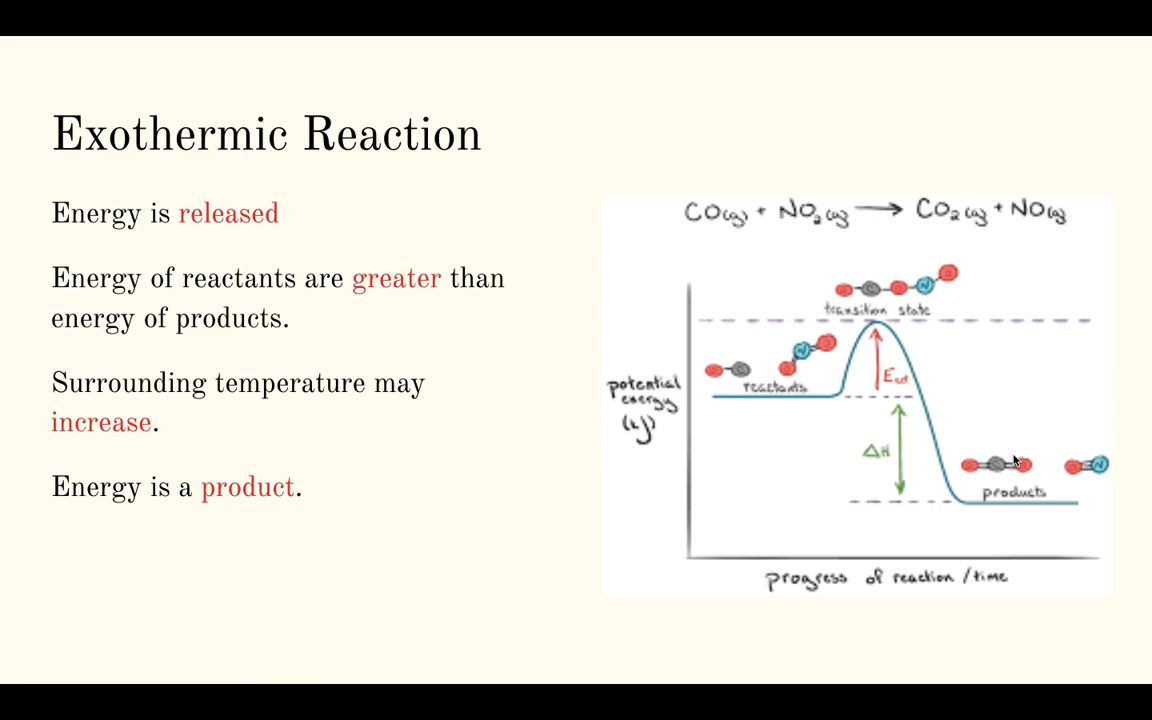 Exothermic Reaction
Energy is released
Energy of reactants are greater than
energy of products.
Surrounding temperature may
increase.
Energy is a product.
CO(g) + NO₂(g) → CO₂(g) + NO(g)
transition state
reactants
Eₐcₜ
potential
energy
(kJ)
ΔH
products
progress of reaction / time